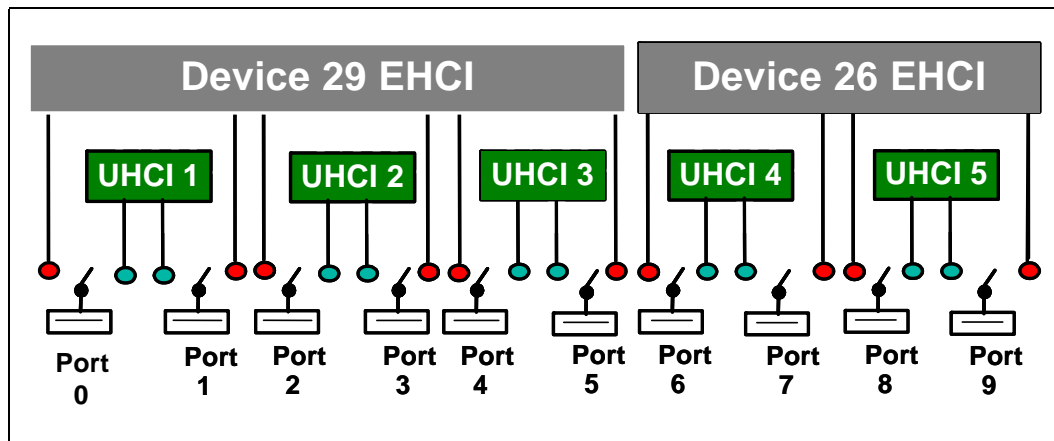 Device 29 EHCI Device 26 EHCI
UHCI 1 UHCI 2 UHCI 3 UHCI 4 UHCI 5
Port Port Port Port Port Port Port Port Port Port
0 1 2 3 4 5 6 7 8 9